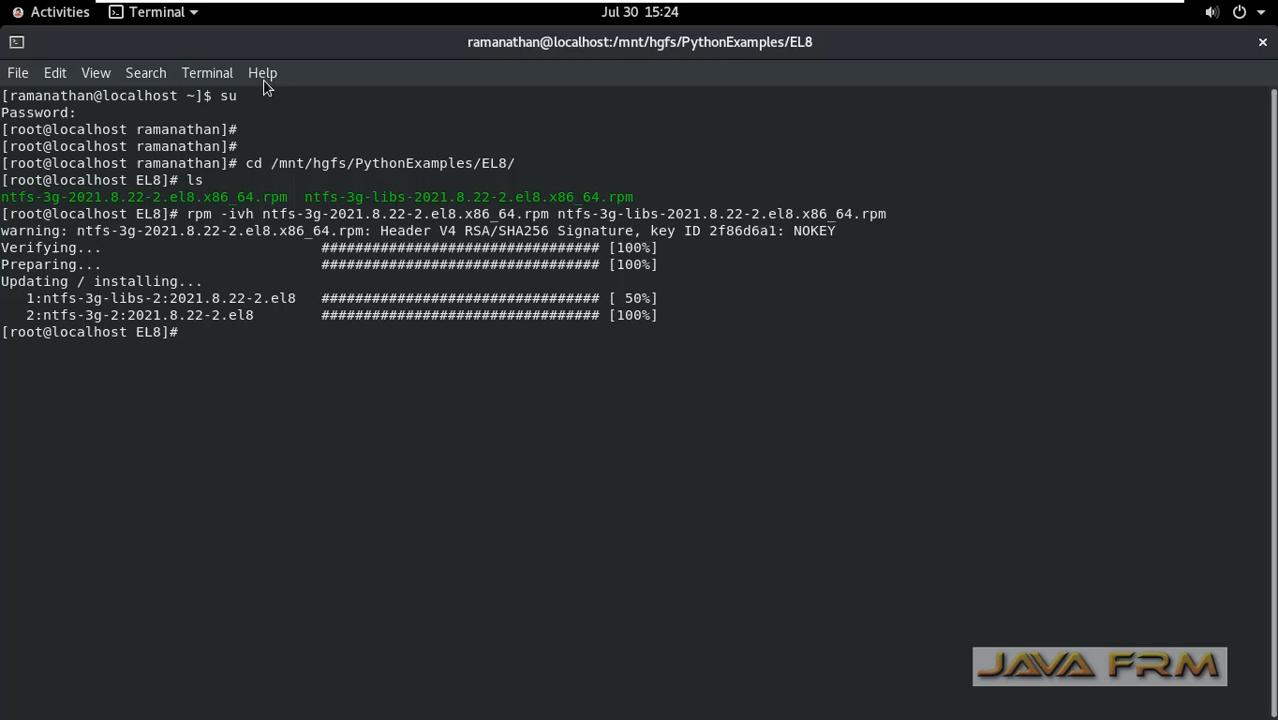 Activities Terminal Jul 30 15:24
ramanathan@localhost:/mnt/hgfs/PythonExamples/EL8
File Edit View Search Terminal Help
[ramanathan@localhost ~]$ su
Password:
[root@localhost ramanathan]#
[root@localhost ramanathan]#
[root@localhost ramanathan]# cd /mnt/hgfs/PythonExamples/EL8/
[root@localhost EL8]# ls
ntfs-3g-2021.8.22-2.el8.x86_64.rpm  ntfs-3g-libs-2021.8.22-2.el8.x86_64.rpm
[root@localhost EL8]# rpm -ivh ntfs-3g-2021.8.22-2.el8.x86_64.rpm ntfs-3g-libs-2021.8.22-2.el8.x86_64.rpm
warning: ntfs-3g-2021.8.22-2.el8.x86_64.rpm: Header V4 RSA/SHA256 Signature, key ID 2f86d6a1: NOKEY
Verifying...                          ################################# [100%]
Preparing...                          ################################# [100%]
Updating / installing...
   1:ntfs-3g-libs-2:2021.8.22-2.el8   ################################# [ 50%]
   2:ntfs-3g-2:2021.8.22-2.el8        ################################# [100%]
[root@localhost EL8]#
JAVA FRM